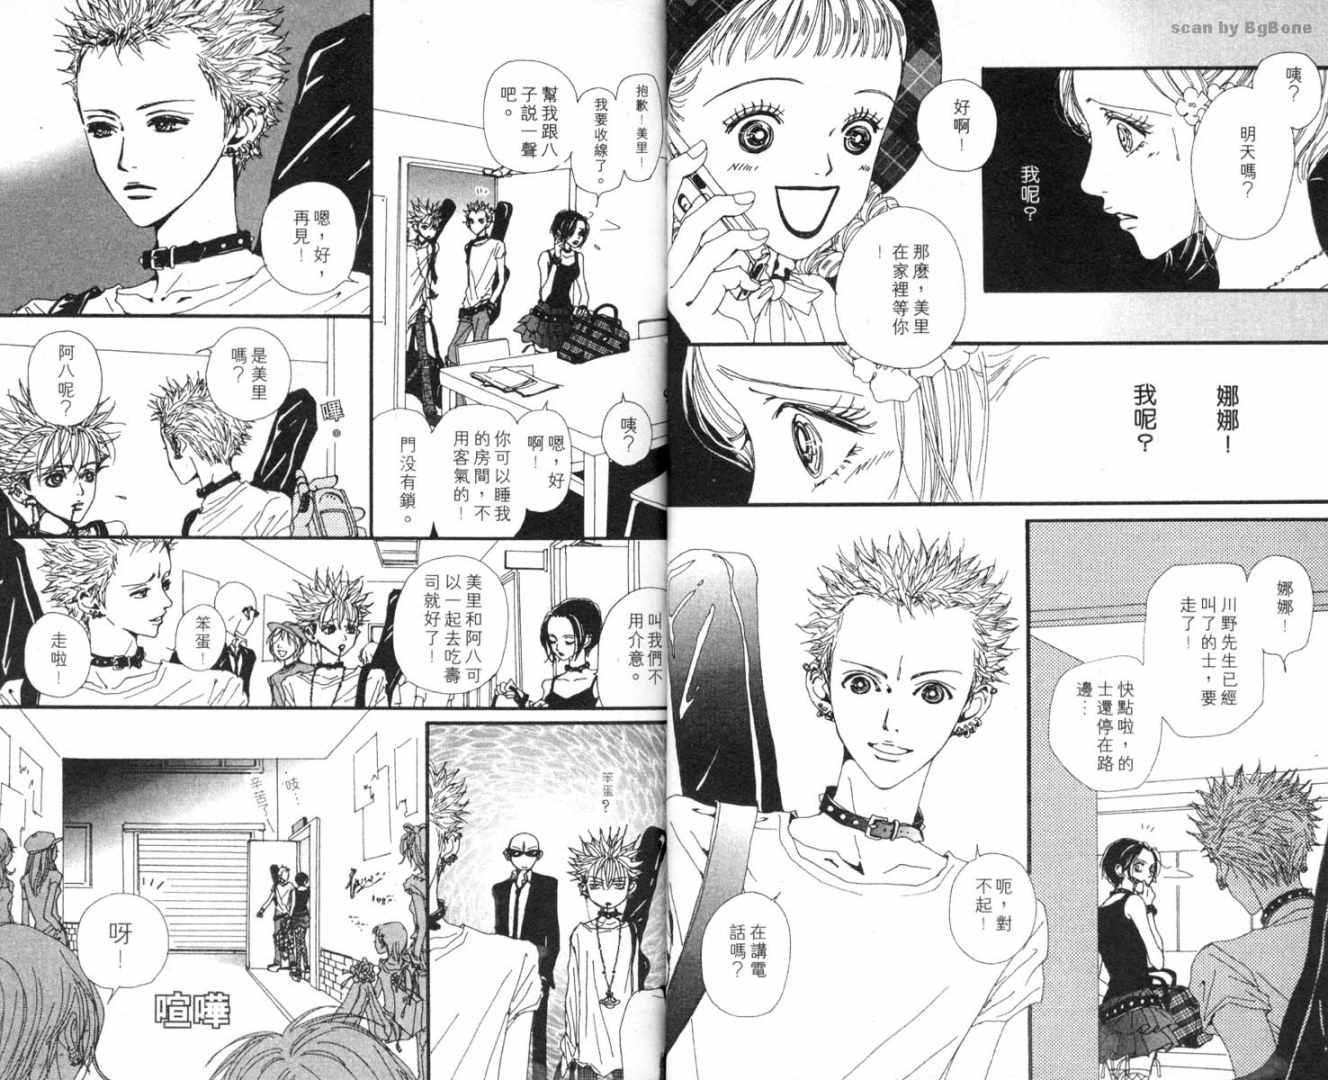 scan by BgBone
咦？
明天嗎？
我呢？
好啊！
那麼，美里
在家裡等你
！
娜娜！
我呢？
娜娜！
川野先生已經
叫了的士，要
走了！
快點啦，的
士還停在路
邊…
呃，對
不起！
在講電
話嗎？
抱歉！美里！
我要收線了。
幫我跟八
子說一聲
吧。
咦？
嗯，好
啊！
你可以睡我
的房間，不
用客氣的！
門没有鎖。
嗯，好，
再見！
是美里
嗎？
嗶。
阿八呢？
叫我們不
用介意。
美里和阿八可
以一起去吃壽
司就好了！
笨蛋！
走啦！
笨蛋？
吱…
辛苦了
呀！
喧嘩